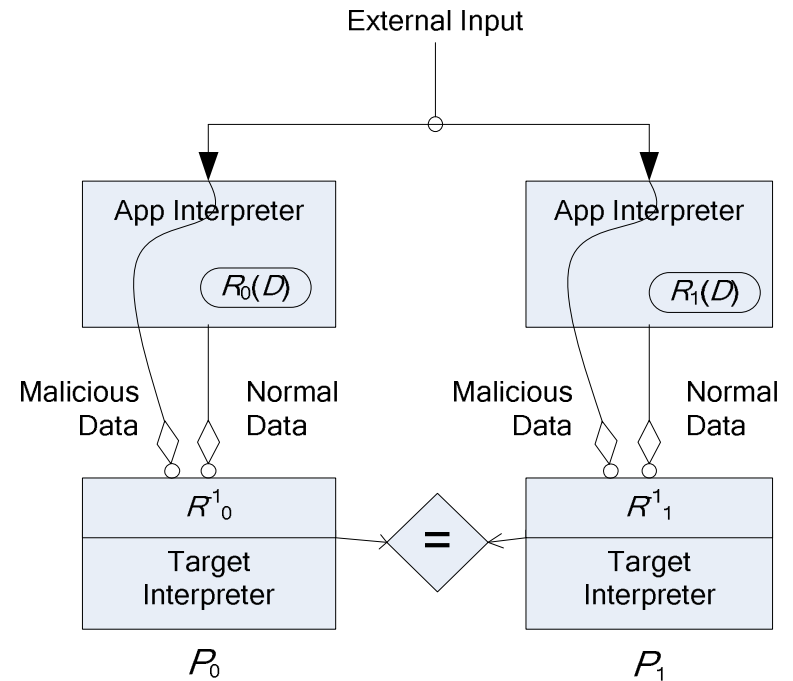 External Input
App Interpreter
App Interpreter
R₀(D)
R₁(D)
Malicious
Data
Normal
Data
Malicious
Data
Normal
Data
R⁻¹₀
R⁻¹₁
=
Target
Interpreter
Target
Interpreter
P₀
P₁